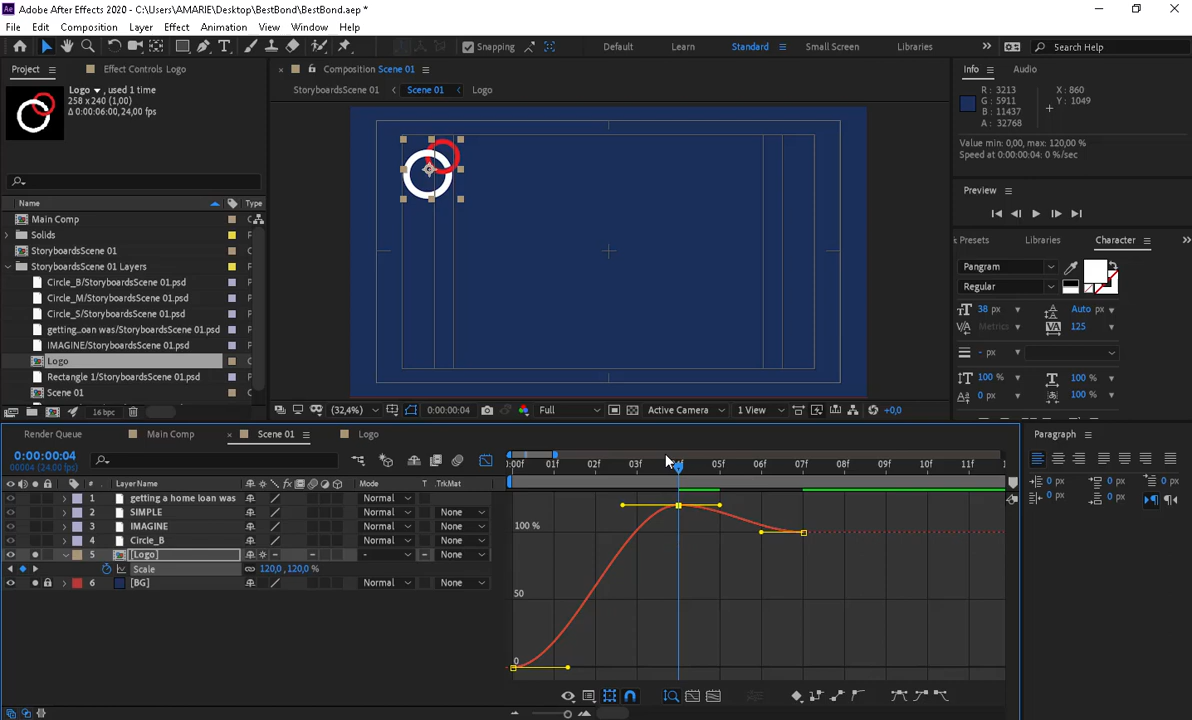 Adobe After Effects 2020 - C:\Users\AMARIE\Desktop\BestBond\BestBond.aep *
File Edit Composition Layer Effect Animation View Window Help
Snapping Default Learn Standard Small Screen Libraries Search Help
Project Effect Controls Logo
Logo , used 1 time
258 x 240 (1,00)
Δ 0:00:06:00, 24,00 fps
Name Type
Main Comp
Solids
StoryboardsScene 01
StoryboardsScene 01 Layers
Circle_B/StoryboardsScene 01.psd
Circle_M/StoryboardsScene 01.psd
Circle_S/StoryboardsScene 01.psd
getting...oan was/StoryboardsScene 01.psd
IMAGINE/StoryboardsScene 01.psd
Logo
Rectangle 1/StoryboardsScene 01.psd
Scene 01
16 bpc
Composition Scene 01
StoryboardsScene 01 Scene 01 Logo
(32,4%) 0:00:00:04 Full Active Camera 1 View +0,0
Info Audio
R : 3213
G : 5911
B : 11437
A : 32768
X : 860
Y : 1049
Value min: 0,00, max: 120,00 %
Speed at 0:00:00:04: 0 %/sec
Preview
Presets Libraries Character
Pangram
Regular
38 px Auto px
Metrics 125
- px
100 % 100 %
0 px 100 %
Paragraph
0 px 0 px 0 px
0 px 0 px
Render Queue Main Comp Scene 01 Logo
0:00:00:04
00004 (24.00 fps)
# Layer Name Mode T .TrkMat
1 getting a home loan was Normal
2 SIMPLE Normal None
3 IMAGINE Normal None
4 Circle_B Normal None
5 [Logo] - None
Scale 120,0, 120,0 %
6 [BG] Normal None
:00f 01f 02f 03f 05f 06f 07f 08f 09f 10f 11f
100 %
50
0